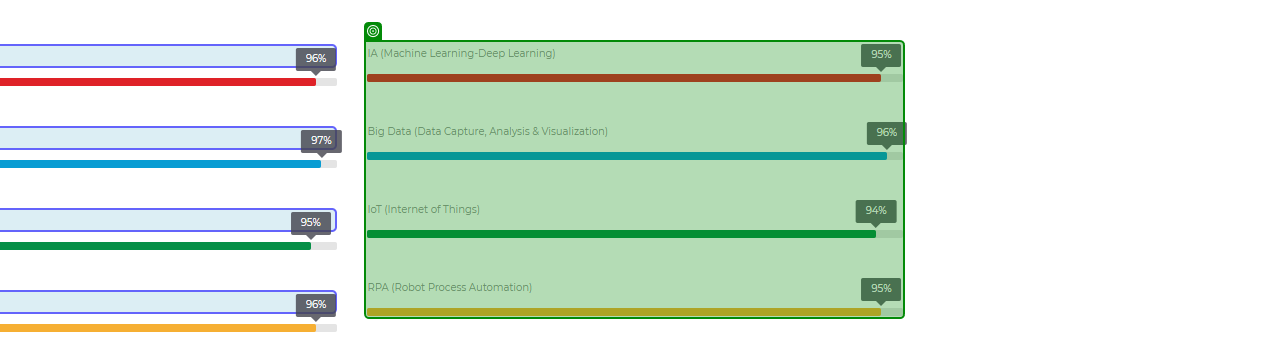 96%
97%
95%
96%
IA (Machine Learning-Deep Learning) 95%
Big Data (Data Capture, Analysis & Visualization) 96%
IoT (Internet of Things) 94%
RPA (Robot Process Automation) 95%